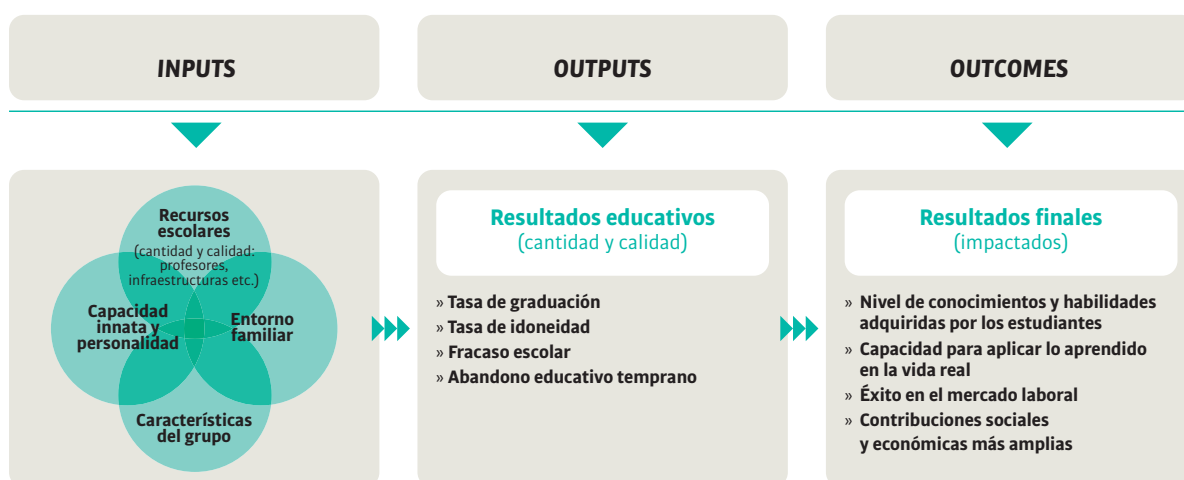 INPUTS
OUTPUTS
OUTCOMES
Recursos
escolares
(cantidad y calidad:
profesores,
infraestructuras etc.)
Capacidad
innata y
personalidad
Entorno
familiar
Características
del grupo
Resultados educativos
(cantidad y calidad)
» Tasa de graduación
» Tasa de idoneidad
» Fracaso escolar
» Abandono educativo temprano
Resultados finales
(impactados)
» Nivel de conocimientos y habilidades
adquiridas por los estudiantes
» Capacidad para aplicar lo aprendido
en la vida real
» Éxito en el mercado laboral
» Contribuciones sociales
y económicas más amplias